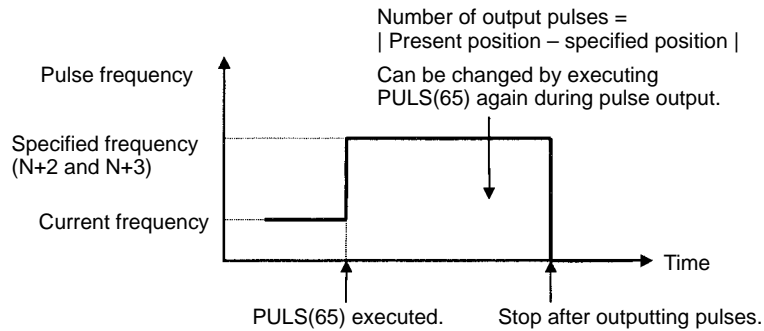 Number of output pulses =
| Present position – specified position |
Pulse frequency
Can be changed by executing
PULS(65) again during pulse output.
Specified frequency
(N+2 and N+3)
Current frequency
Time
PULS(65) executed.
Stop after outputting pulses.